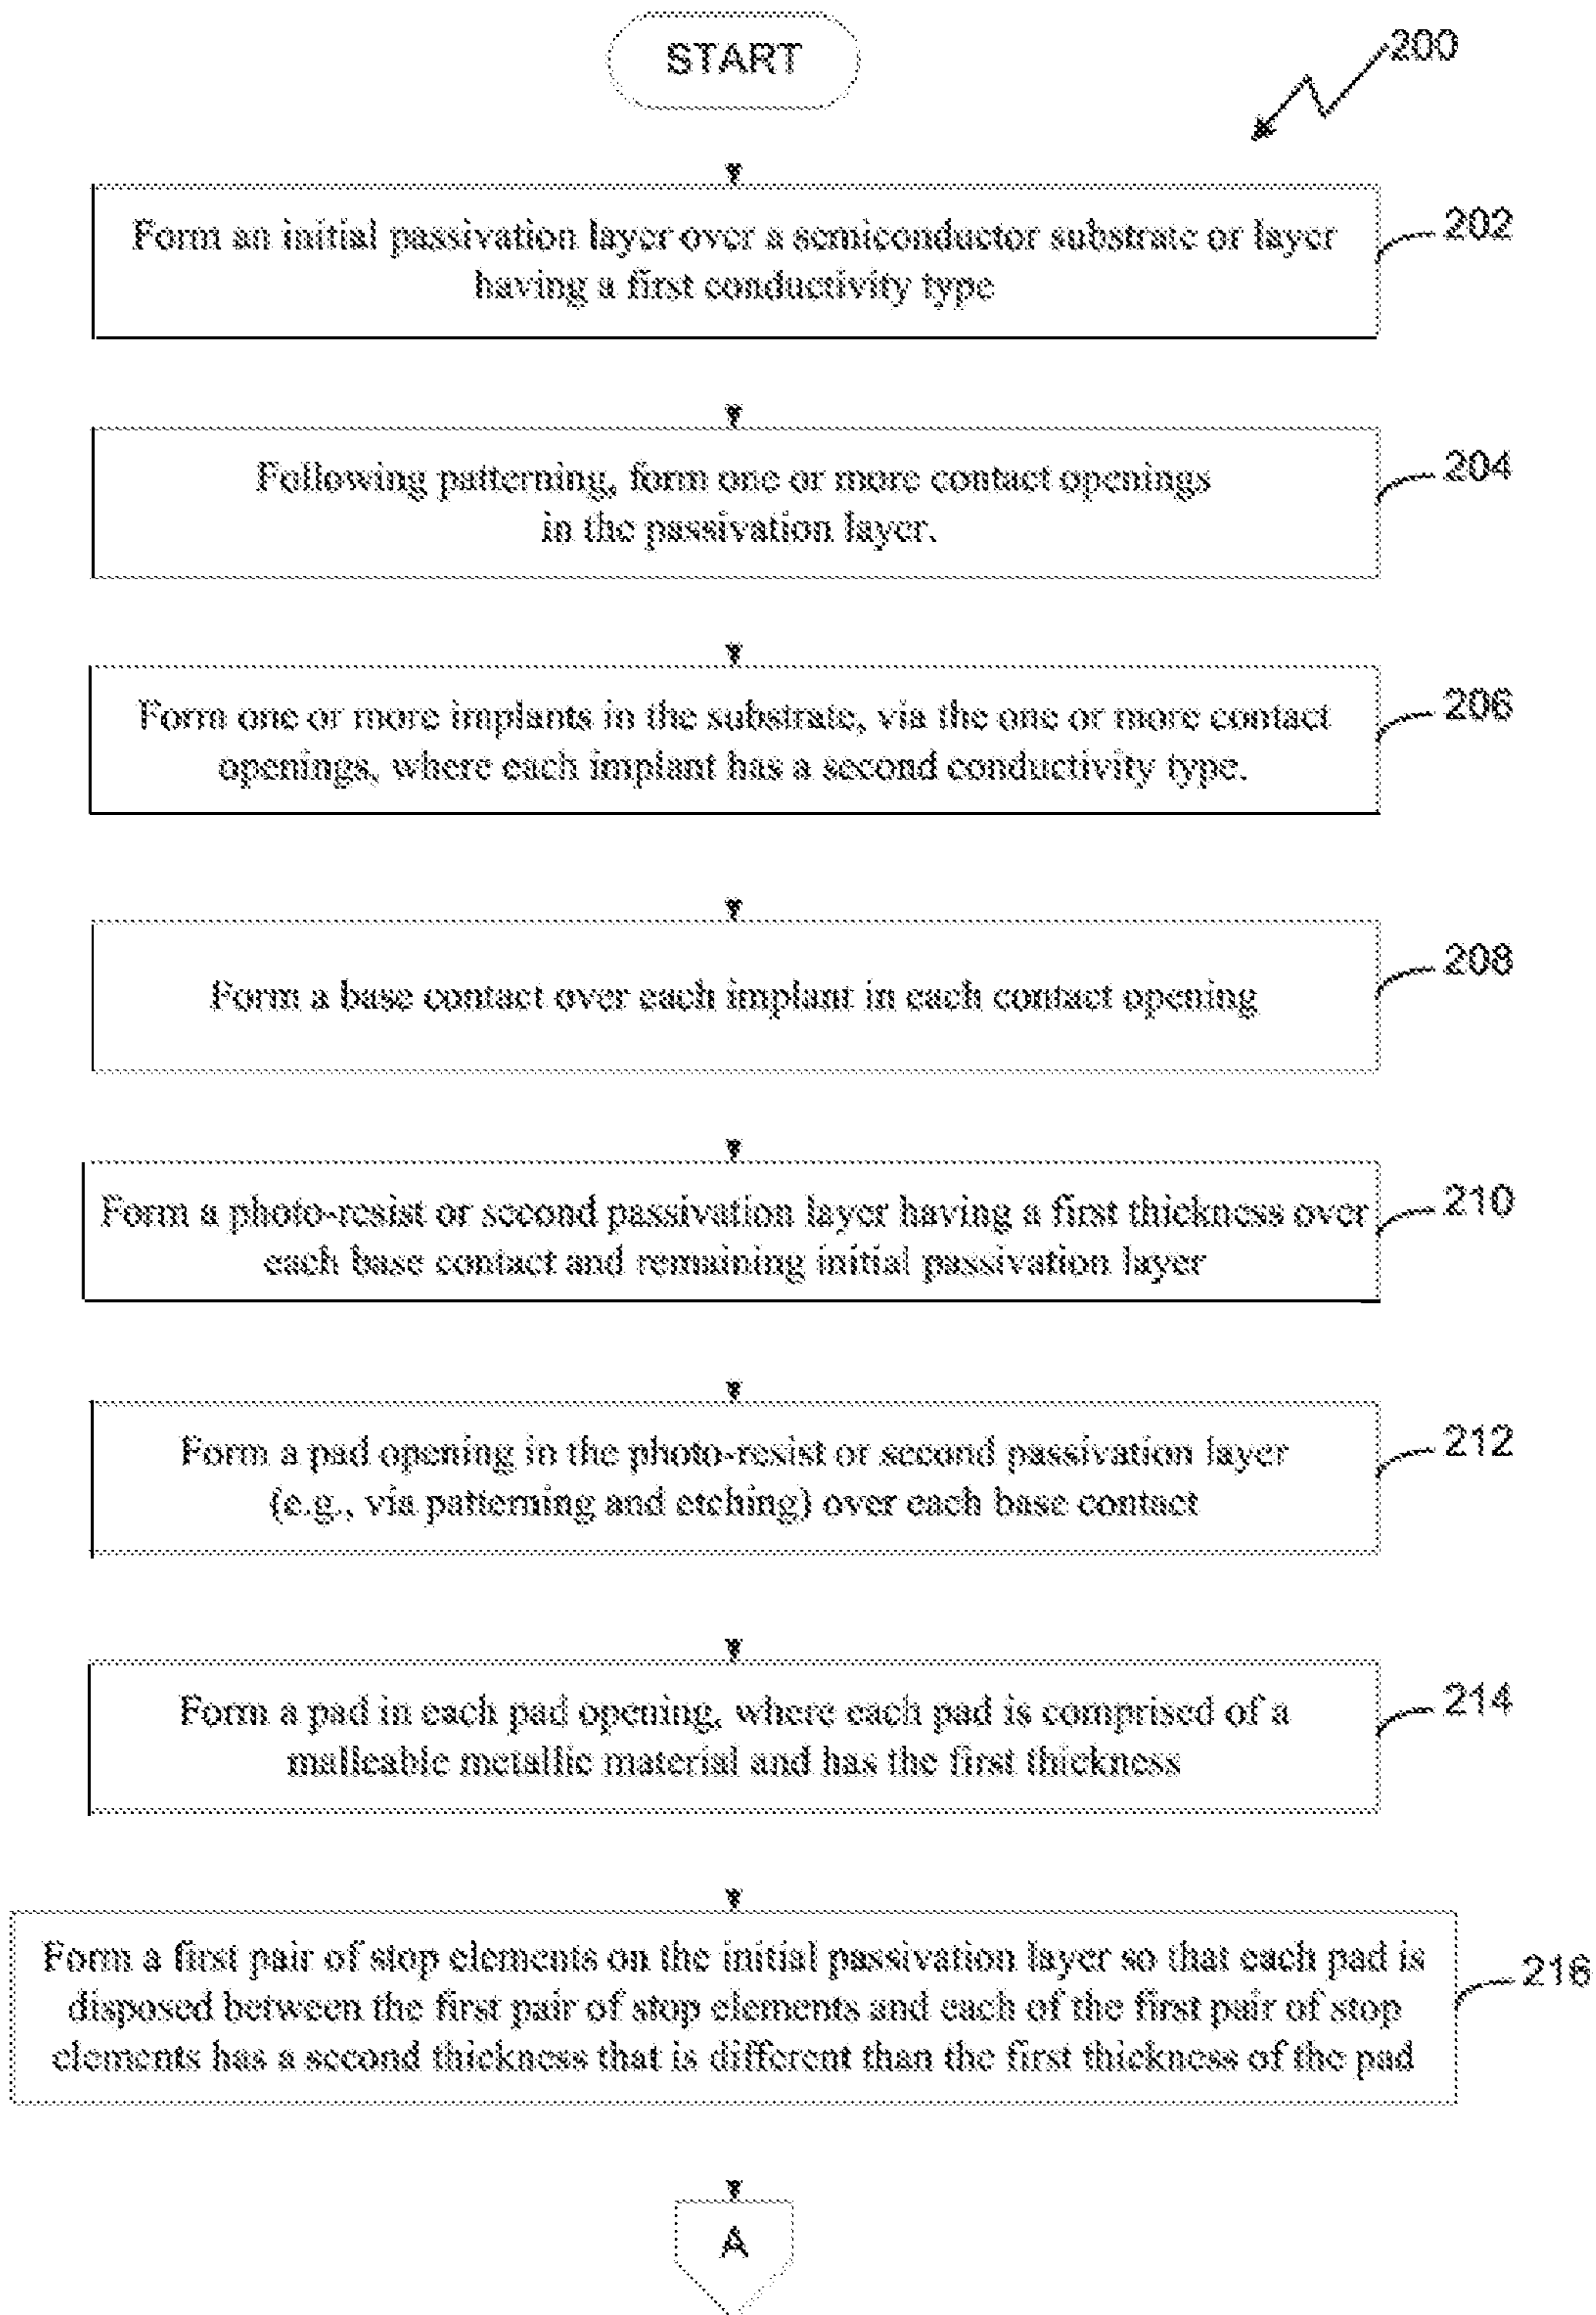 START
200
Form an initial passivation layer over a semiconductor substrate or layer
having a first conductivity type
202
Following patterning, form one or more contact openings
in the passivation layer.
204
Form one or more implants in the substrate, via the one or more contact
openings, where each implant has a second conductivity type.
206
Form a base contact over each implant in each contact opening
208
Form a photo-resist or second passivation layer having a first thickness over
each base contact and remaining initial passivation layer
210
Form a pad opening in the photo-resist or second passivation layer
(e.g., via patterning and etching) over each base contact
212
Form a pad in each pad opening, where each pad is comprised of a
malleable metallic material and has the first thickness
214
Form a first pair of stop elements on the initial passivation layer so that each pad is
disposed between the first pair of stop elements and each of the first pair of stop
elements has a second thickness that is different than the first thickness of the pad
216
A